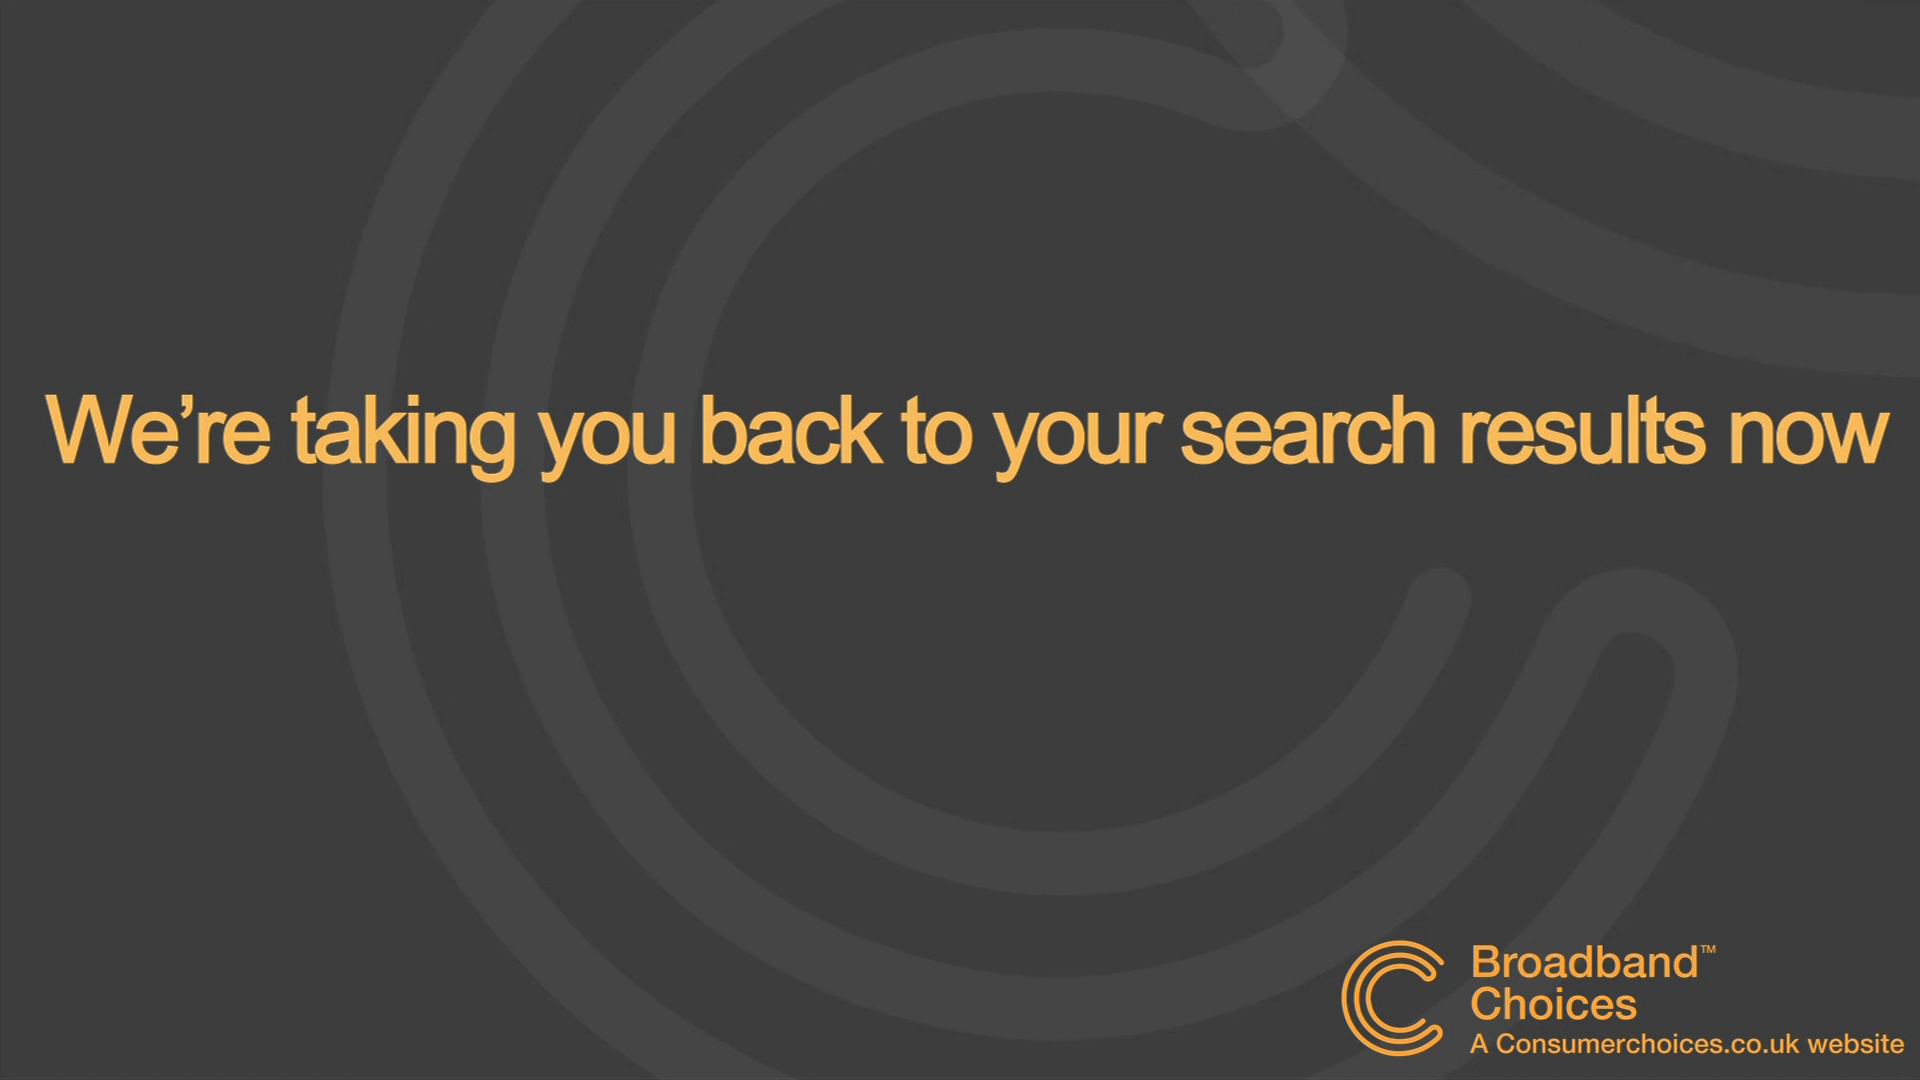 We’re taking you back to your search results now
Broadband™
Choices
A Consumerchoices.co.uk website